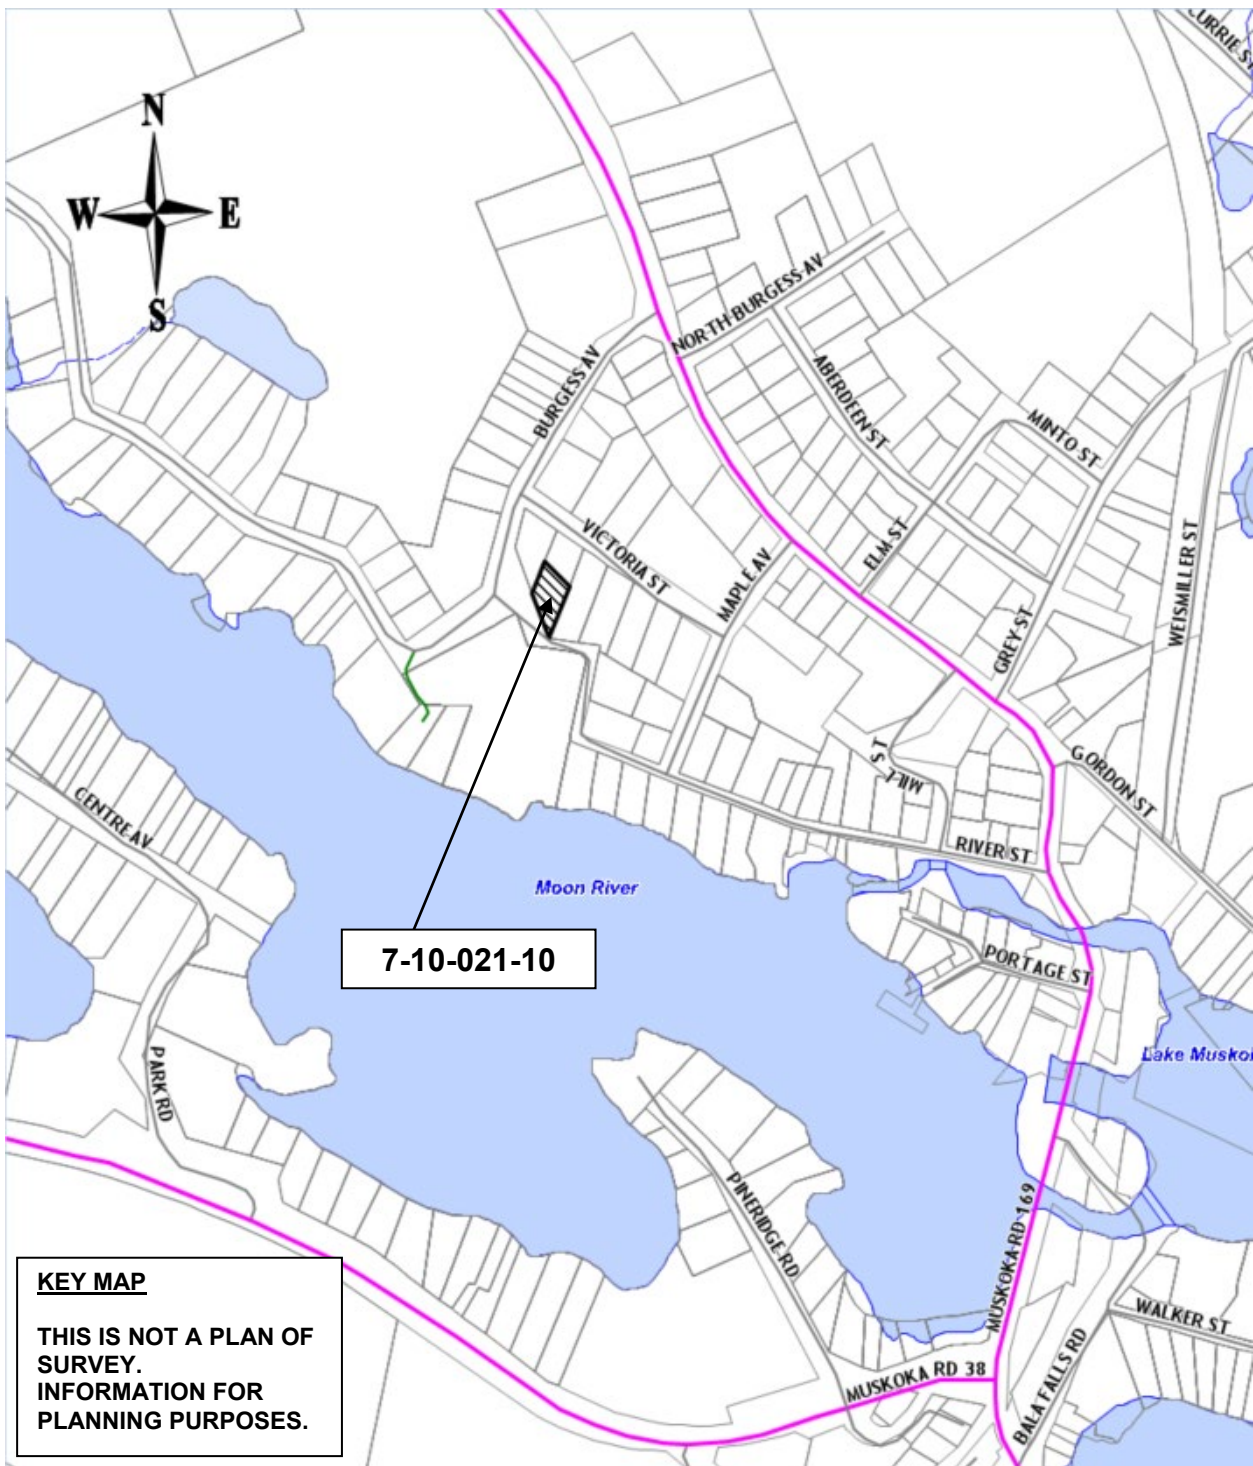 CURRIE ST
N
W
E
S
NORTH BURGESS AV
BURGESS AV
ABERDEEN ST
MINTO ST
VICTORIA ST
ELM ST
MAPLE AV
GREY ST
WEISMILLER ST
GORDON ST
MILL ST
CENTRE AV
RIVER ST
Moon River
7-10-021-10
PORTAGE ST
Lake Muskok
PARK RD
PINERIDGE RD
MUSKOKA RD 169
WALKER ST
BALA FALLS RD
MUSKOKA RD 38
KEY MAP
THIS IS NOT A PLAN OF
SURVEY.
INFORMATION FOR
PLANNING PURPOSES.